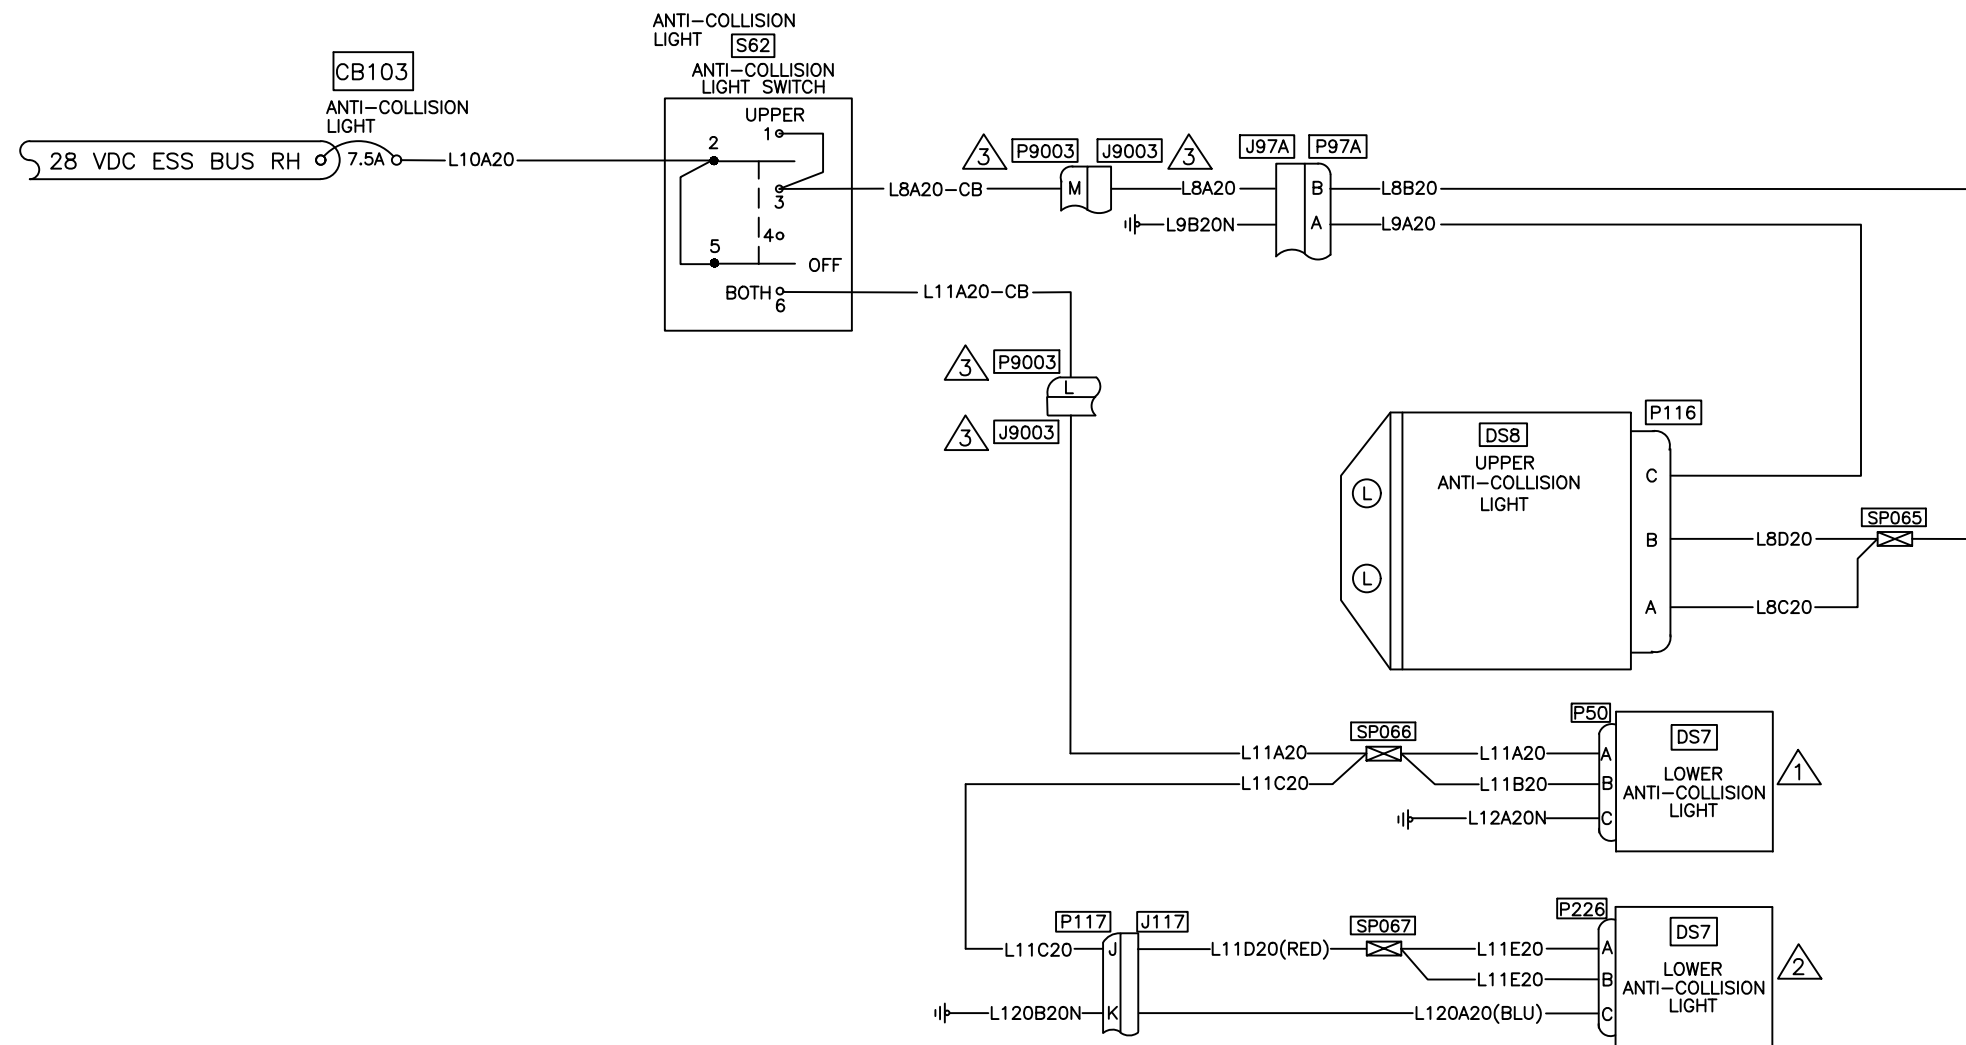 ANTI-COLLISION
LIGHT
S62
ANTI-COLLISION
LIGHT SWITCH
CB103
ANTI-COLLISION
LIGHT
28 VDC ESS BUS RH
7.5A
L10A20
UPPER
1
2
3
4
5
OFF
BOTH
6
L8A20-CB
3
P9003
J9003
3
M
L8A20
J97A
P97A
B
L8B20
L9B20N
A
L9A20
L11A20-CB
3
P9003
L
3
J9003
P116
DS8
UPPER
ANTI-COLLISION
LIGHT
L
L
C
B
A
L8D20
SP065
L8C20
P50
SP066
L11A20
L11A20
A
L11C20
L11B20
B
L12A20N
C
DS7
LOWER
ANTI-COLLISION
LIGHT
1
P117
J117
SP067
P226
L11C20
J
L11D20(RED)
L11E20
A
L11E20
B
L120B20N
K
L120A20(BLU)
C
DS7
LOWER
ANTI-COLLISION
LIGHT
2